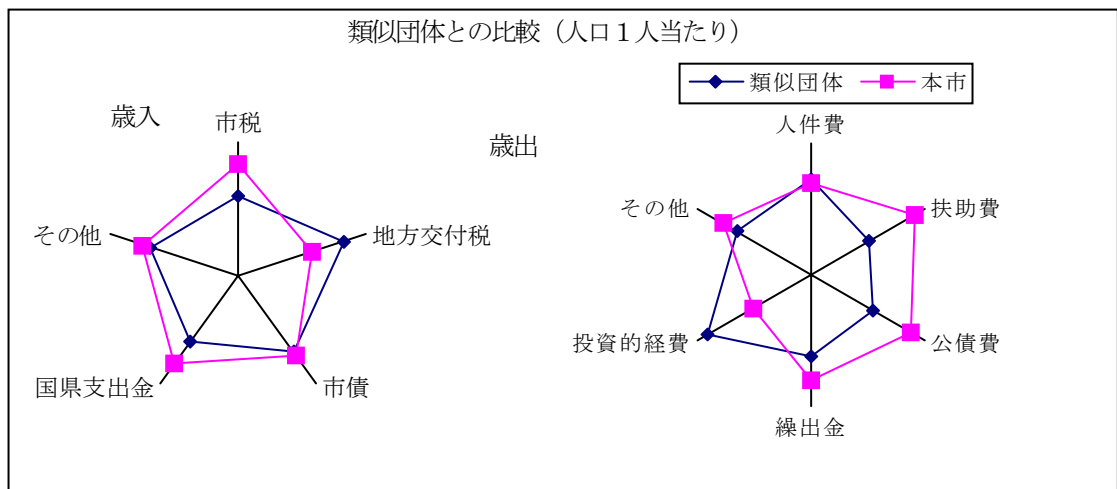 類似団体との比較（人口１人当たり）
類似団体
本市
歳入
市税
地方交付税
市債
国県支出金
その他
歳出
人件費
扶助費
公債費
繰出金
投資的経費
その他